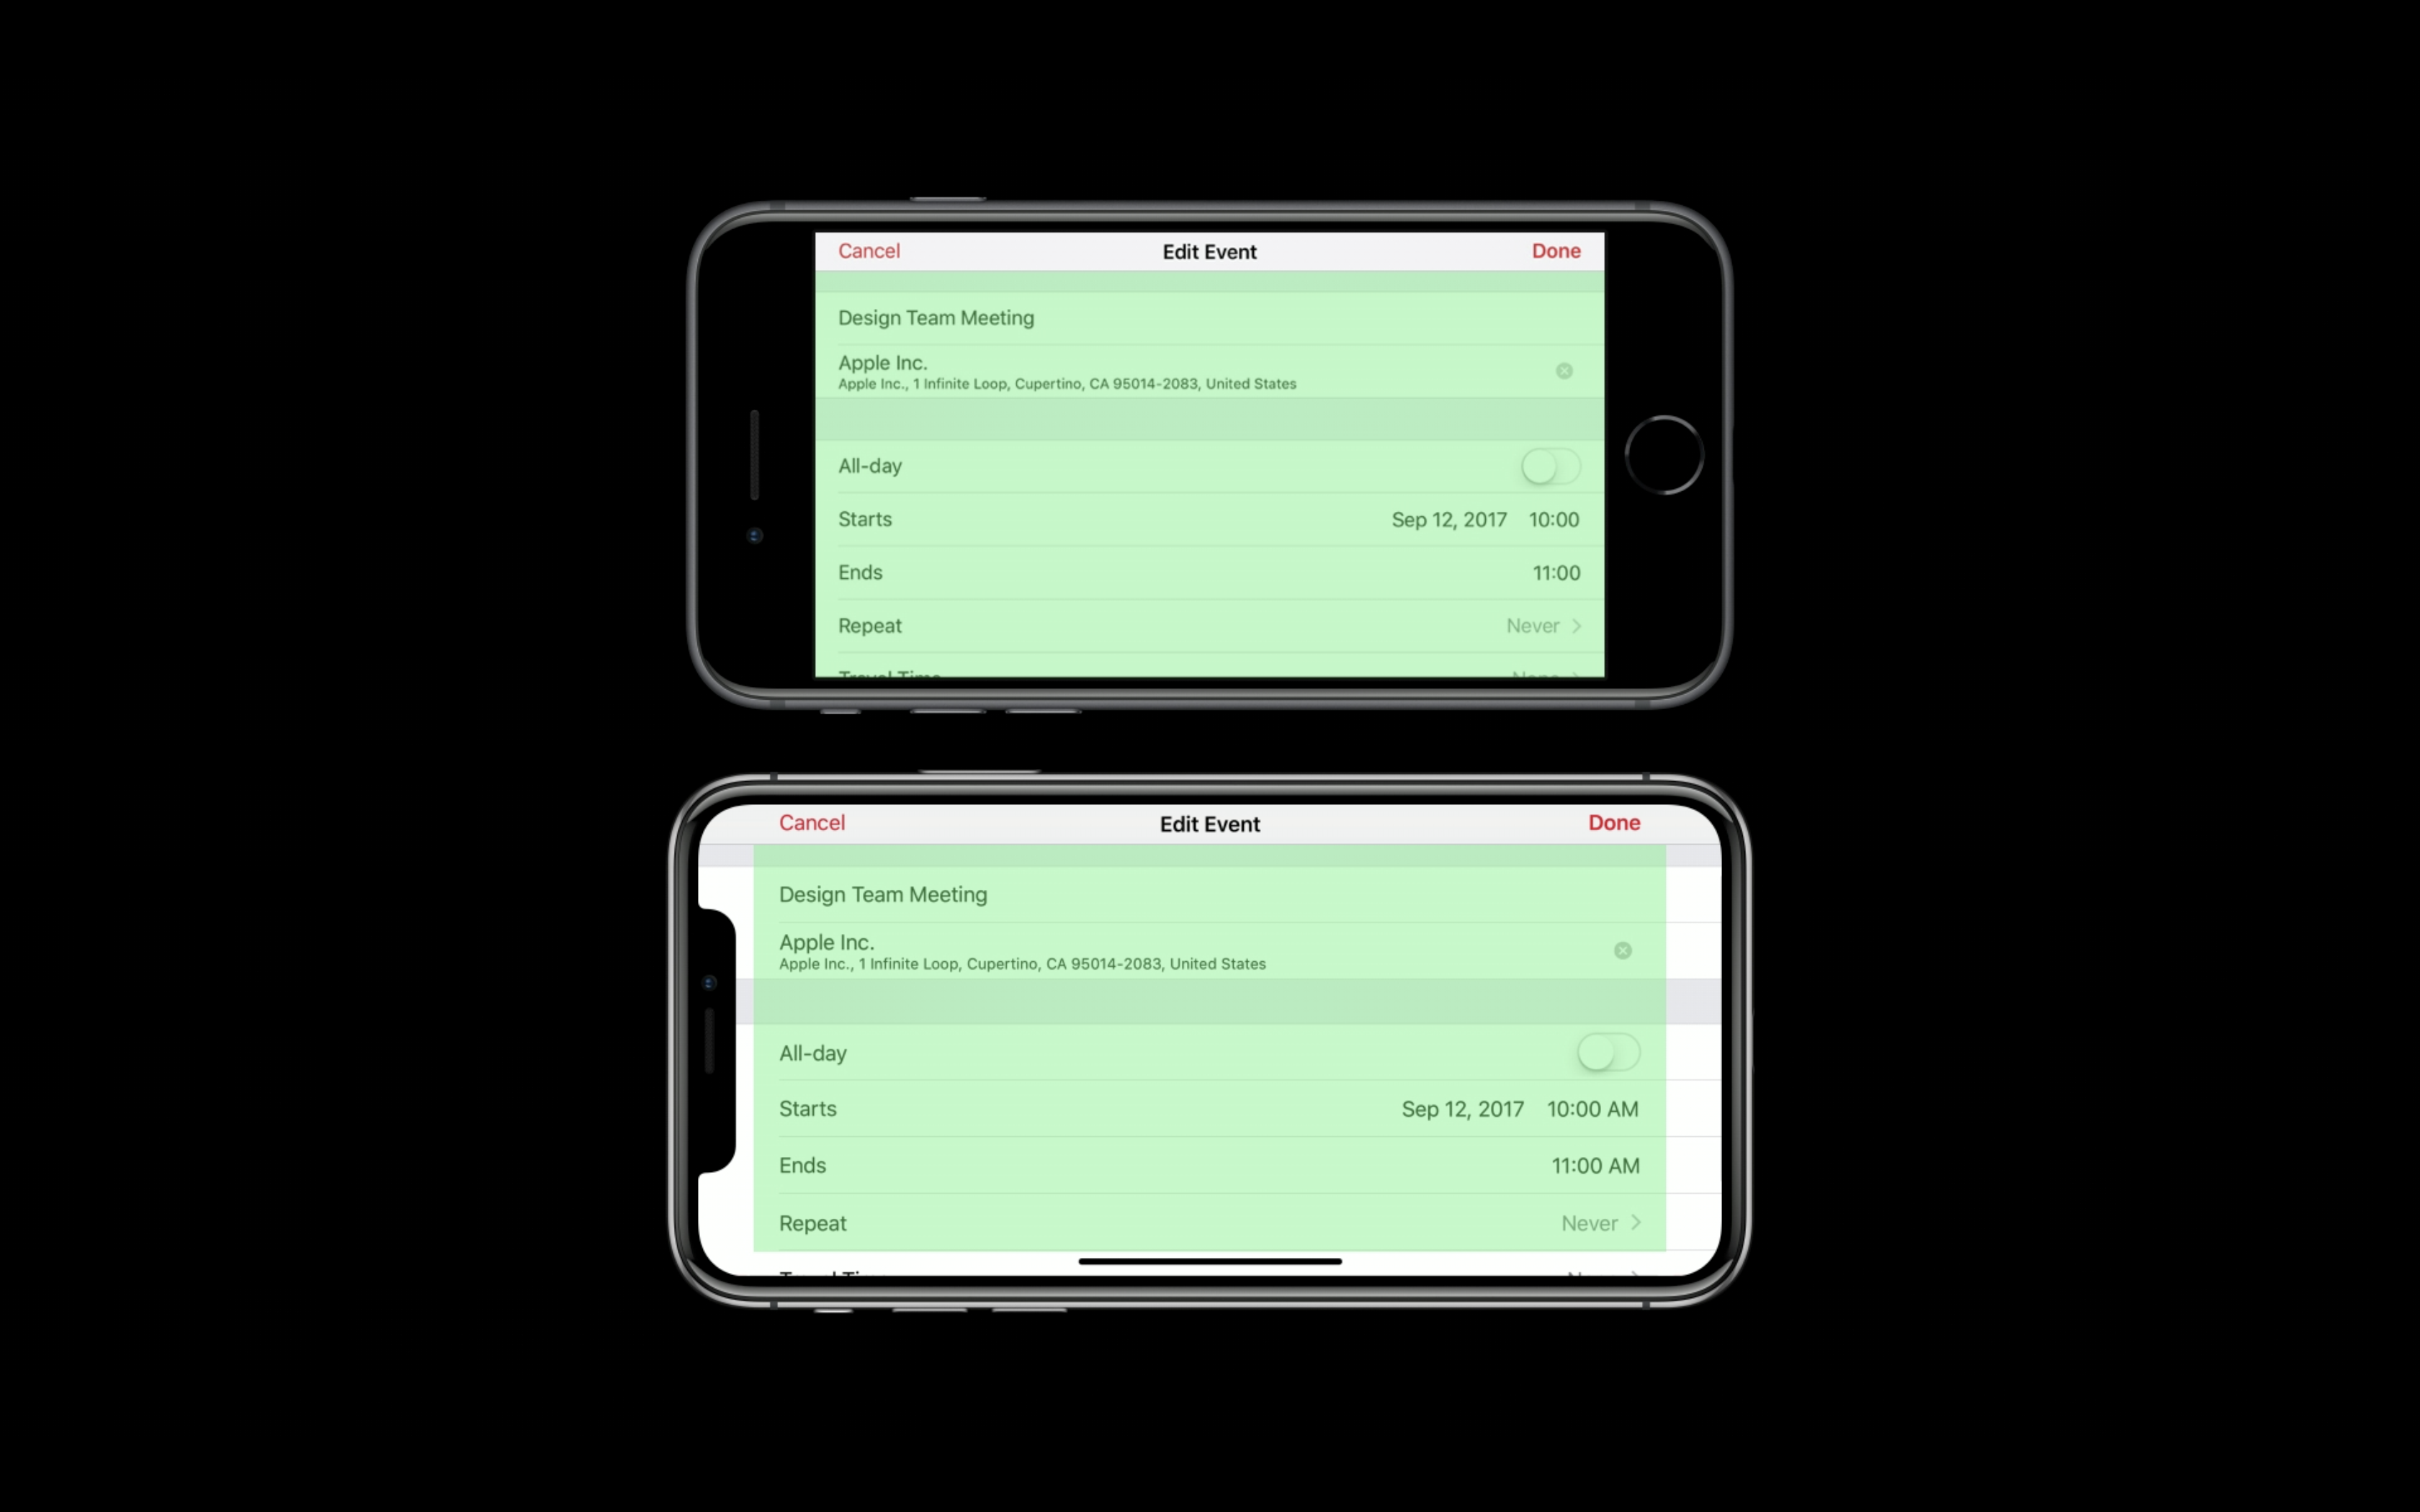 Cancel Edit Event Done
Design Team Meeting
Apple Inc.
Apple Inc., 1 Infinite Loop, Cupertino, CA 95014-2083, United States
All-day
Starts Sep 12, 2017 10:00
Ends 11:00
Repeat Never
Travel Time None
Cancel Edit Event Done
Design Team Meeting
Apple Inc.
Apple Inc., 1 Infinite Loop, Cupertino, CA 95014-2083, United States
All-day
Starts Sep 12, 2017 10:00 AM
Ends 11:00 AM
Repeat Never